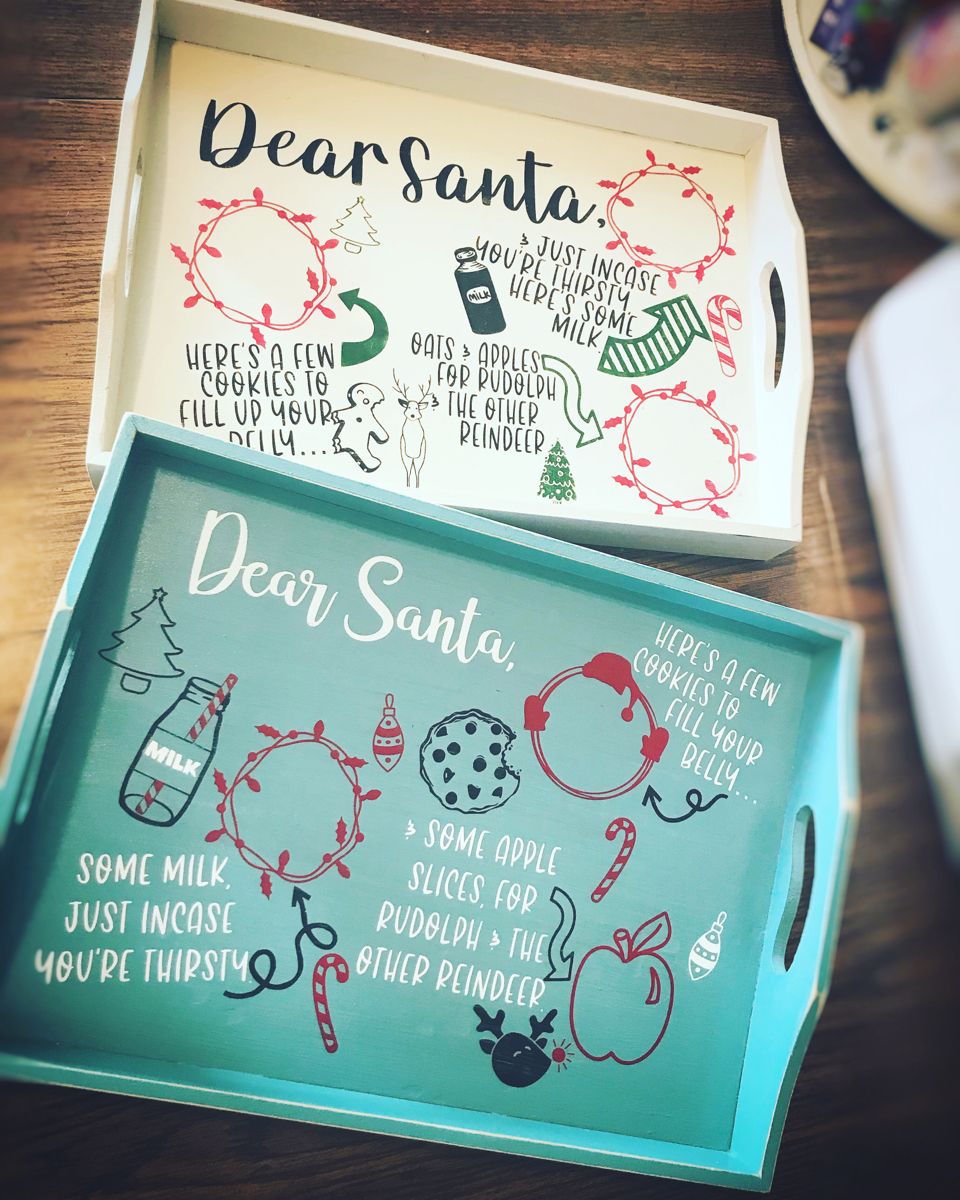 Dear Santa,
HERE'S A FEW
COOKIES TO
FILL UP YOUR
BELLY...
MILK
& JUST INCASE
YOU'RE THIRSTY
HERE'S SOME
MILK.
OATS & APPLES
FOR RUDOLPH &
THE OTHER
REINDEER.
Dear Santa,
HERE'S A FEW
COOKIES TO
FILL YOUR
BELLY...
MILK
SOME MILK,
JUST INCASE
YOU'RE THIRSTY.
& SOME APPLE
SLICES, FOR
RUDOLPH & THE
OTHER REINDEER.